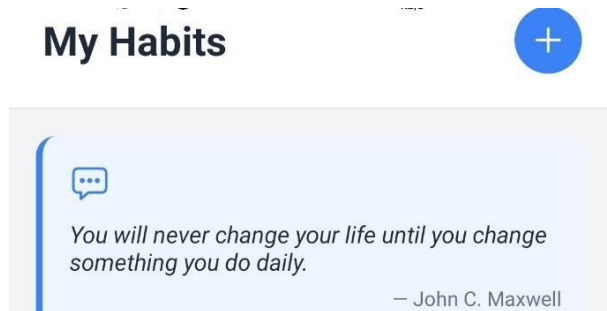 My Habits
You will never change your life until you change
something you do daily.
— John C. Maxwell